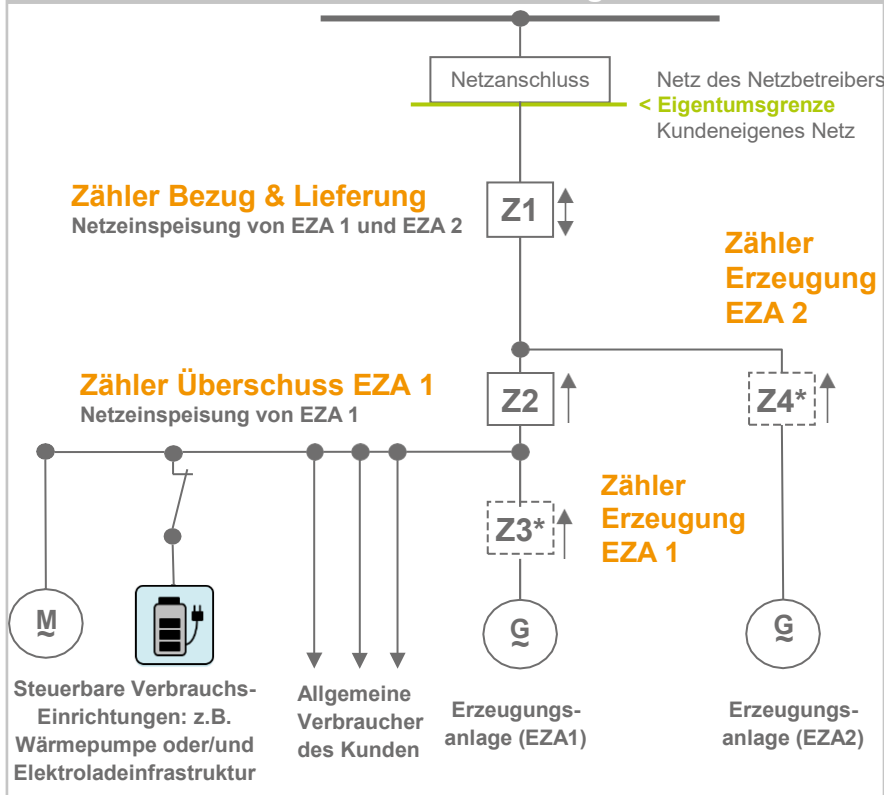 Netzanschluss
Netz des Netzbetreibers
< Eigentumsgrenze
Kundeneigenes Netz
Zähler Bezug & Lieferung
Netzeinspeisung von EZA 1 und EZA 2
Z1
Zähler
Erzeugung
EZA 2
Zähler Überschuss EZA 1
Netzeinspeisung von EZA 1
Z2
Z4*
Zähler
Erzeugung
EZA 1
Z3*
M
~
G
~
G
~
Steuerbare Verbrauchs-
Einrichtungen: z.B.
Wärmepumpe oder/und
Elektroladeinfrastruktur
Allgemeine
Verbraucher
des Kunden
Erzeugungs-
anlage (EZA1)
Erzeugungs-
anlage (EZA2)